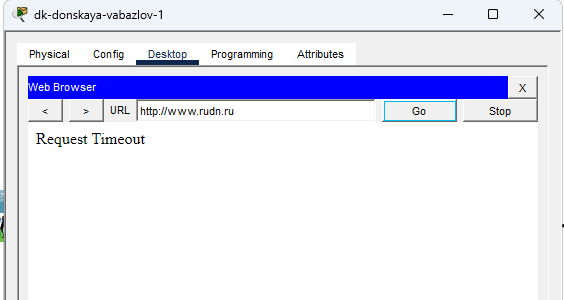 dk-donskaya-vabazlov-1
Physical Config Desktop Programming Attributes
Web Browser X
< > URL http://www.rudn.ru Go Stop
Request Timeout